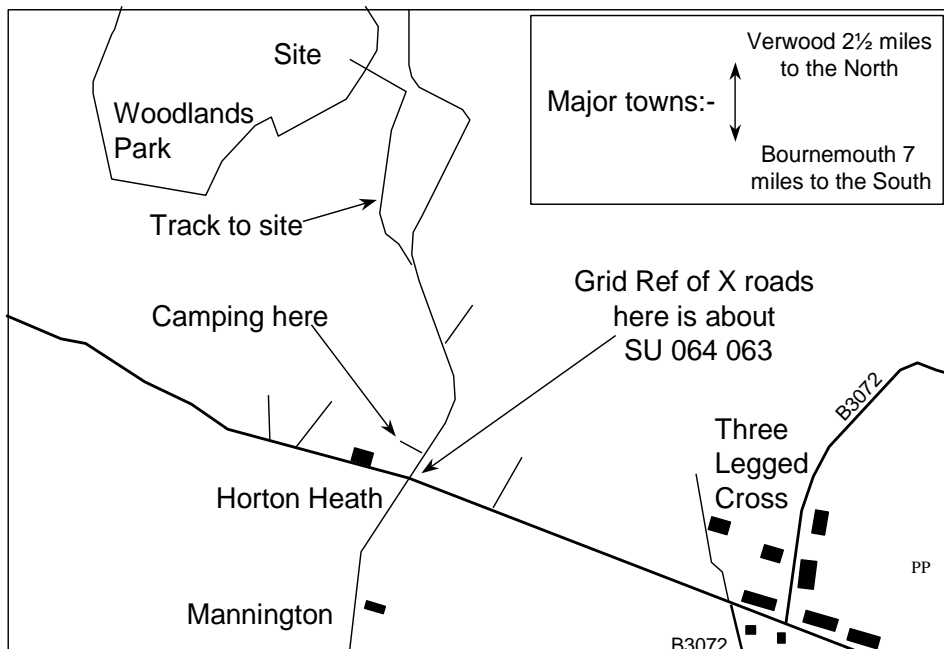 Site
Verwood 2½ miles
to the North
Major towns:-
Bournemouth 7
miles to the South
Woodlands
Park
Track to site
Camping here
Grid Ref of X roads
here is about
SU 064 063
B3072
Three
Legged
Cross
Horton Heath
PP
Mannington
B3072